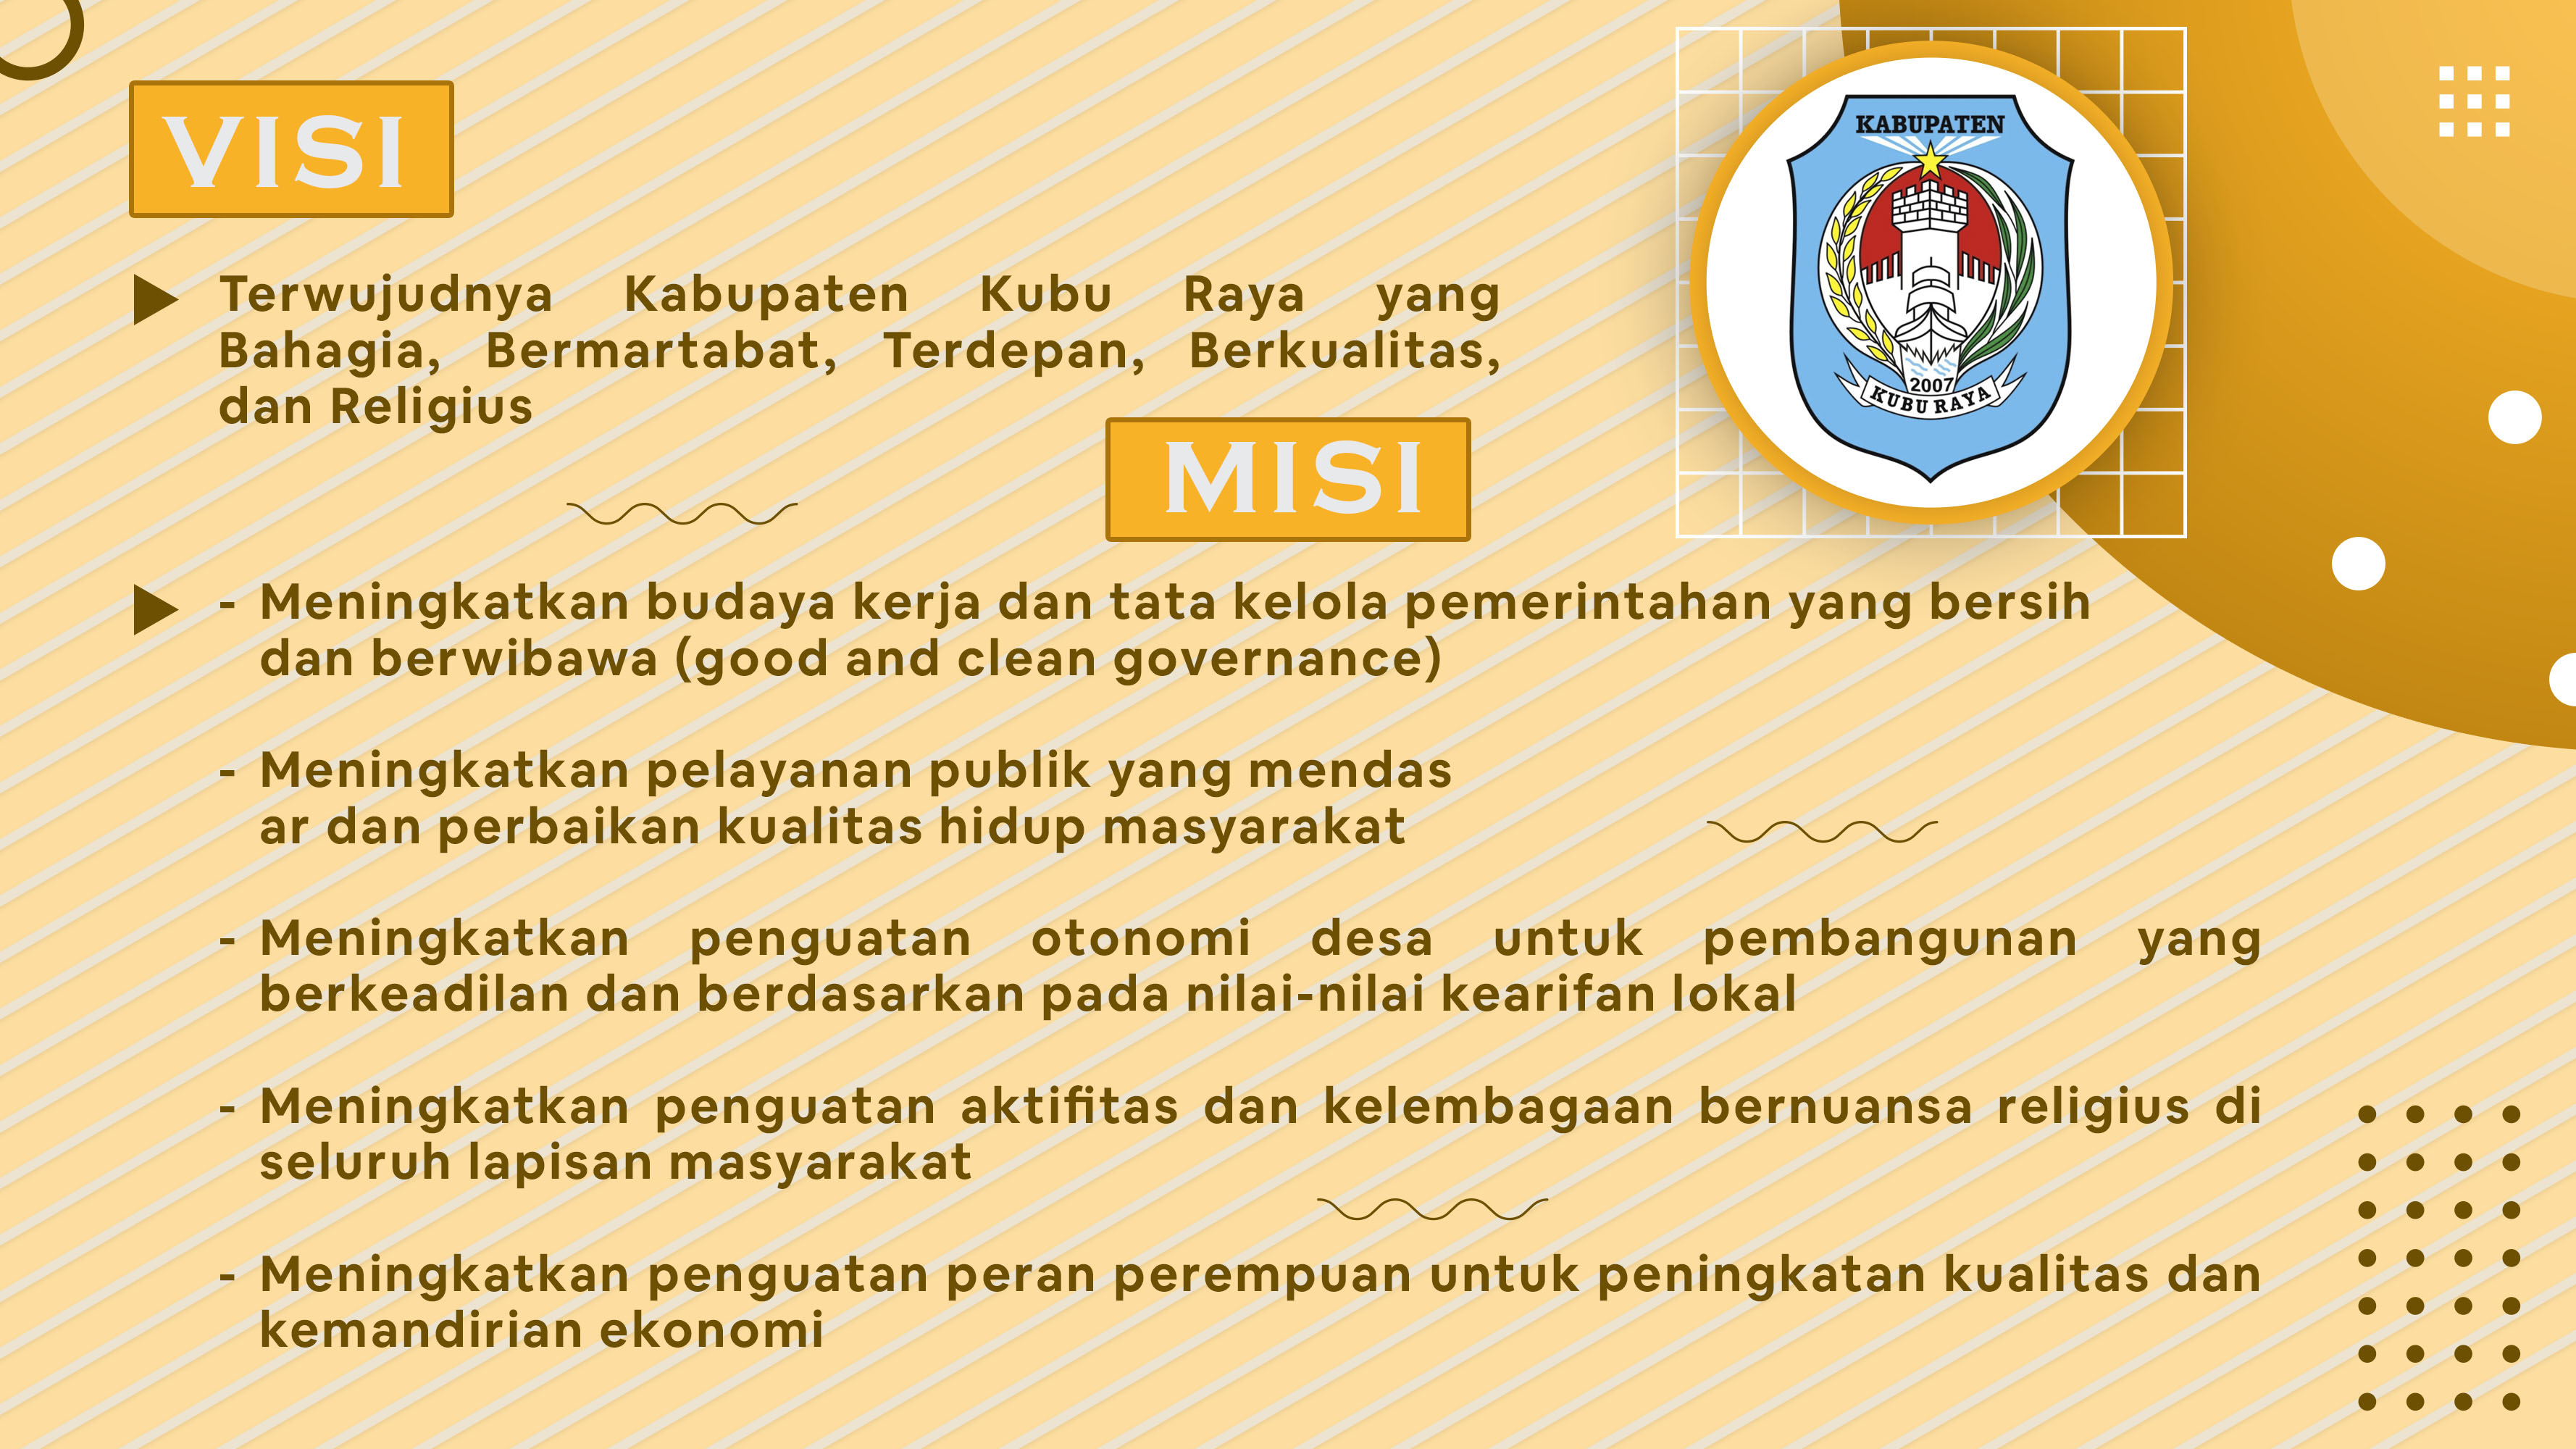 VISI
KABUPATEN
2007
KUBU RAYA
Terwujudnya Kabupaten Kubu Raya yang
Bahagia, Bermartabat, Terdepan, Berkualitas,
dan Religius
MISI
- Meningkatkan budaya kerja dan tata kelola pemerintahan yang bersih
dan berwibawa (good and clean governance)
- Meningkatkan pelayanan publik yang mendas
ar dan perbaikan kualitas hidup masyarakat
- Meningkatkan penguatan otonomi desa untuk pembangunan yang
berkeadilan dan berdasarkan pada nilai-nilai kearifan lokal
- Meningkatkan penguatan aktifitas dan kelembagaan bernuansa religius di
seluruh lapisan masyarakat
- Meningkatkan penguatan peran perempuan untuk peningkatan kualitas dan
kemandirian ekonomi